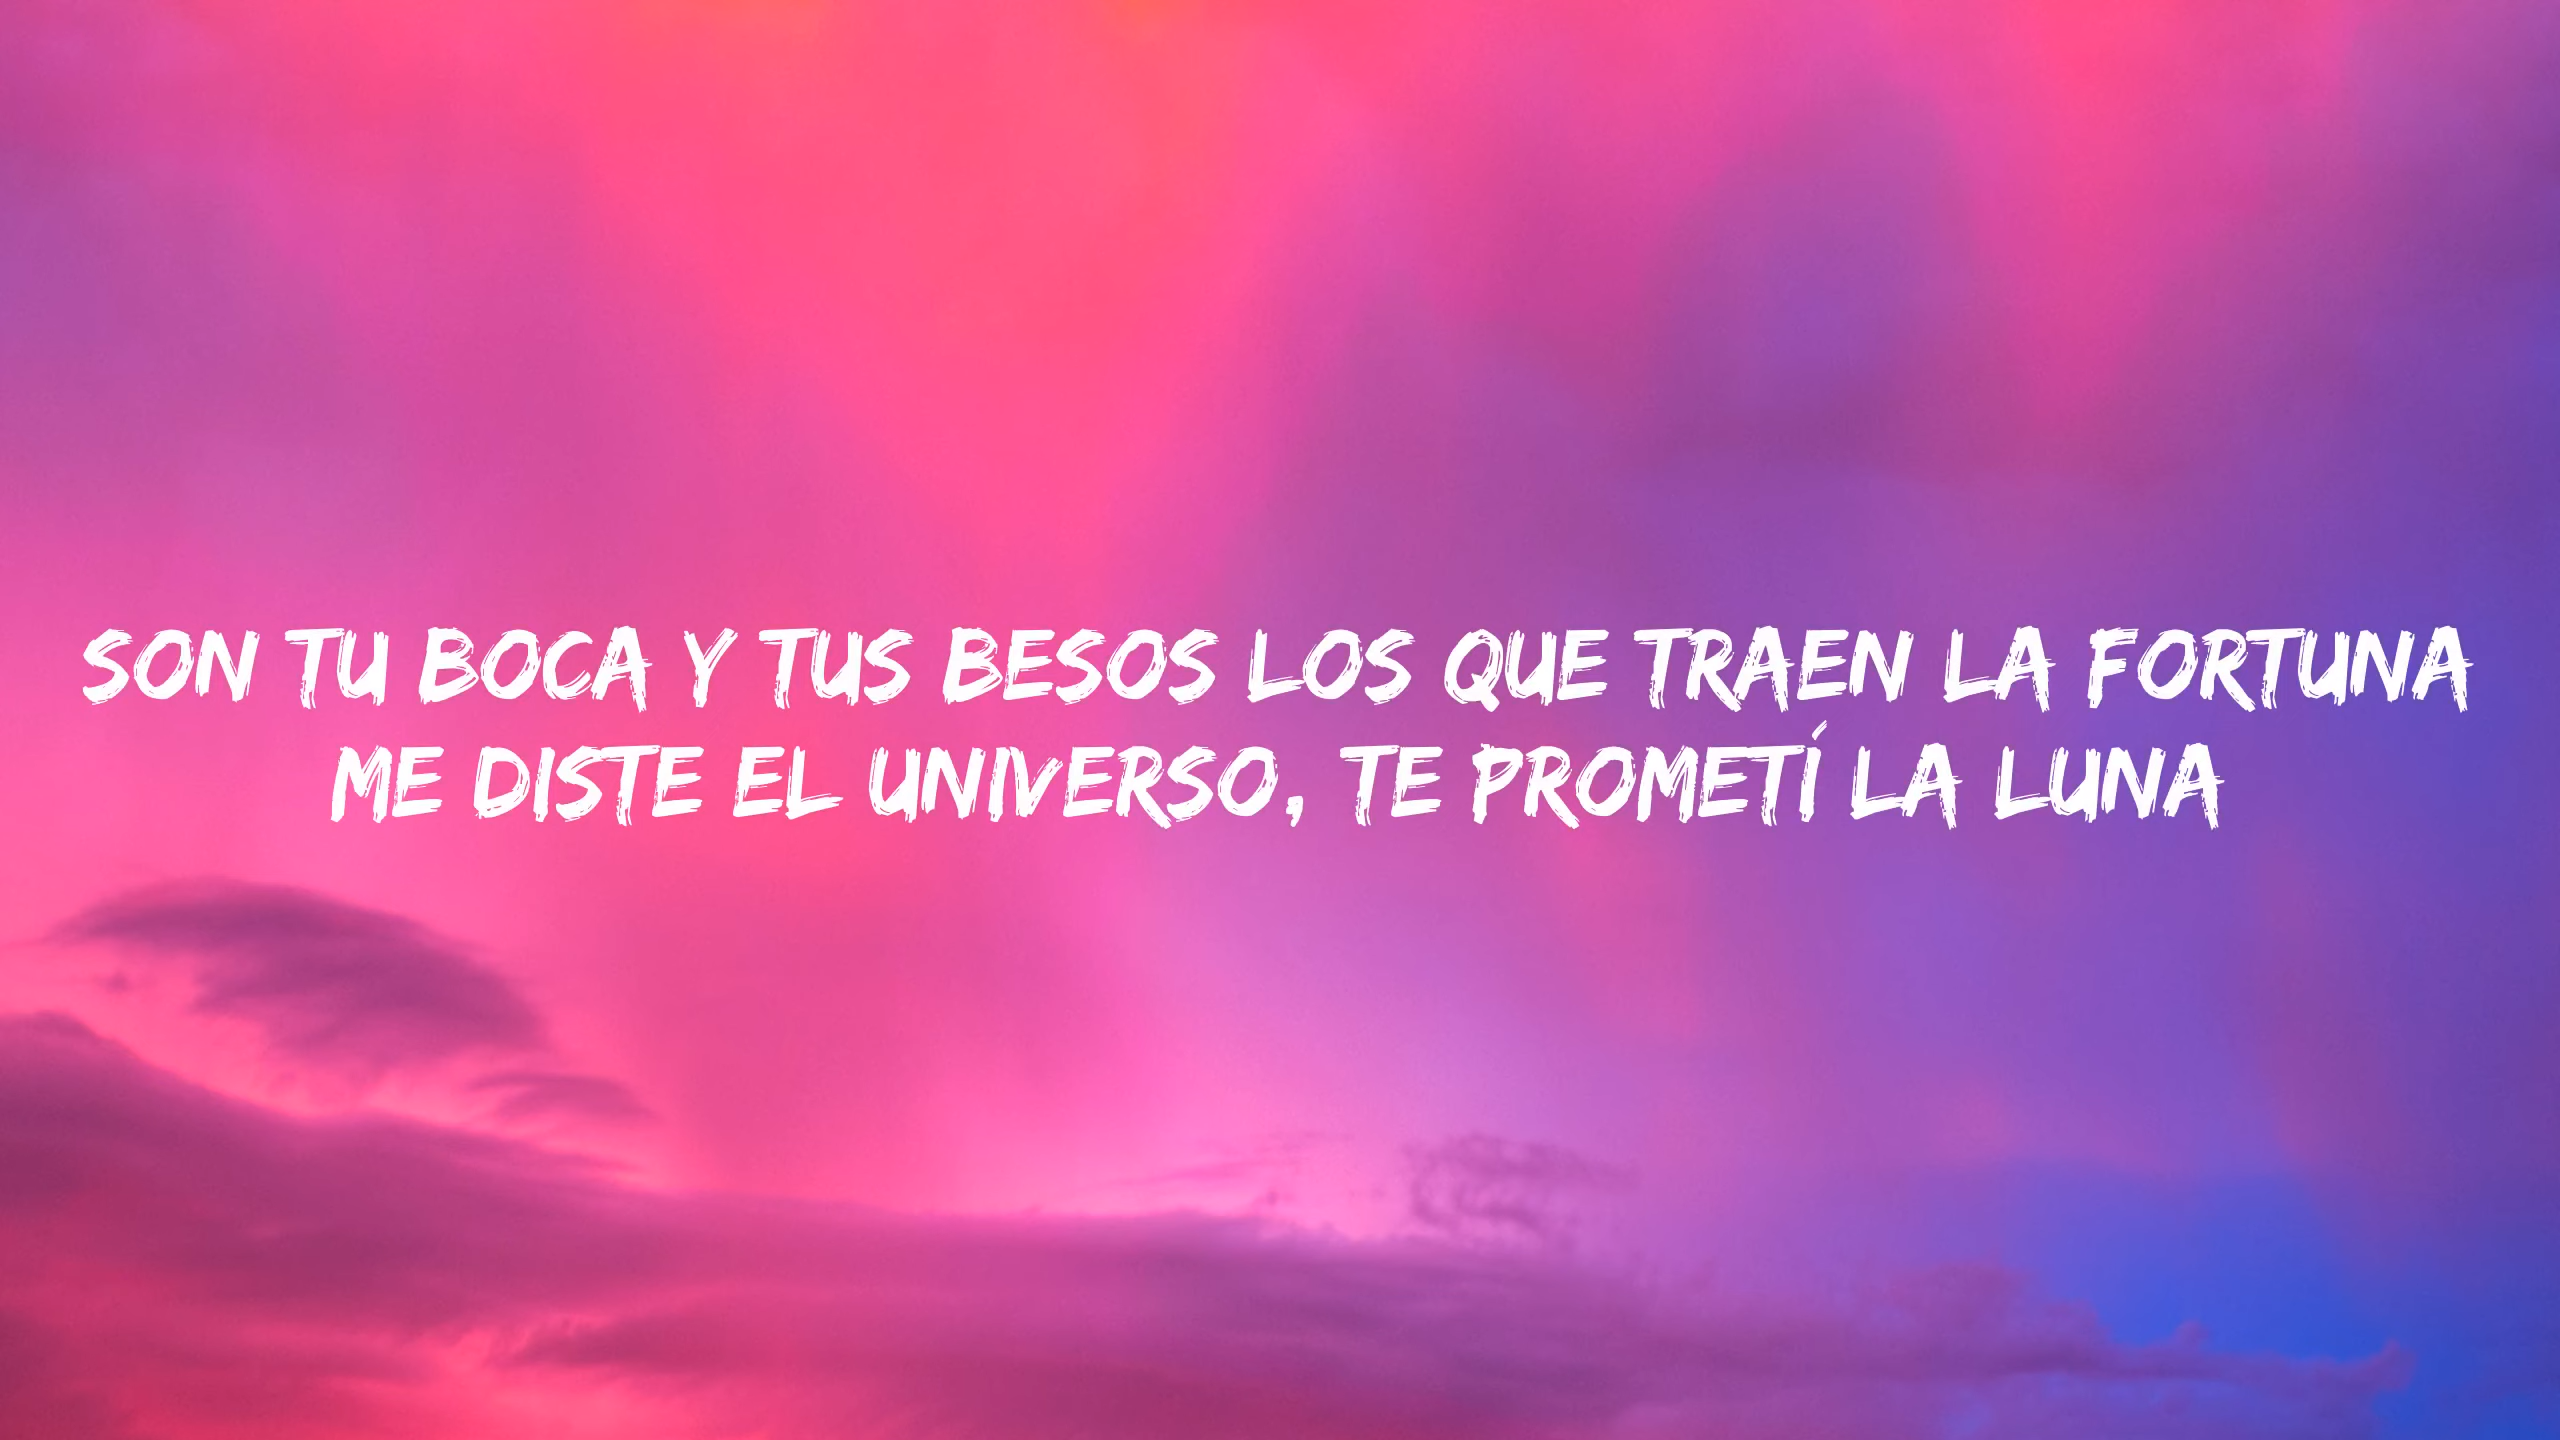 SON TU BOCA Y TUS BESOS LOS QUE TRAEN LA FORTUNA
ME DISTE EL UNIVERSO, TE PROMETÍ LA LUNA